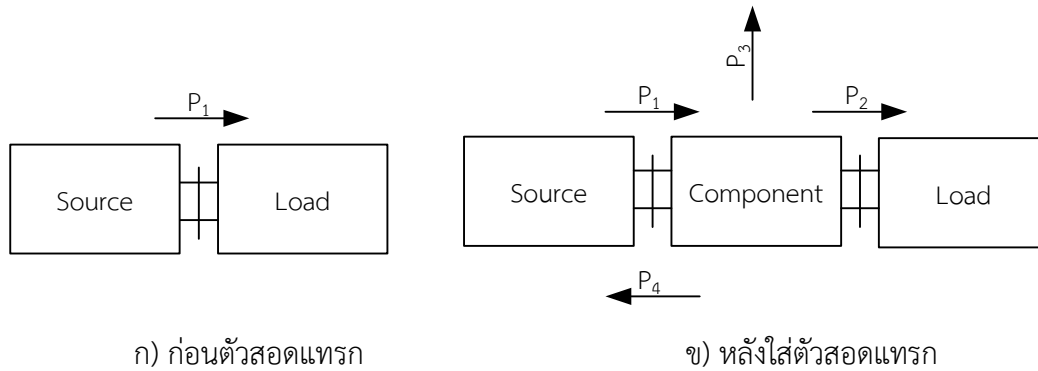 P₁
Source
Load
ก) ก่อนตัวสอดแทรก
P₃
P₁
P₂
Source
Component
Load
P₄
ข) หลังใส่ตัวสอดแทรก